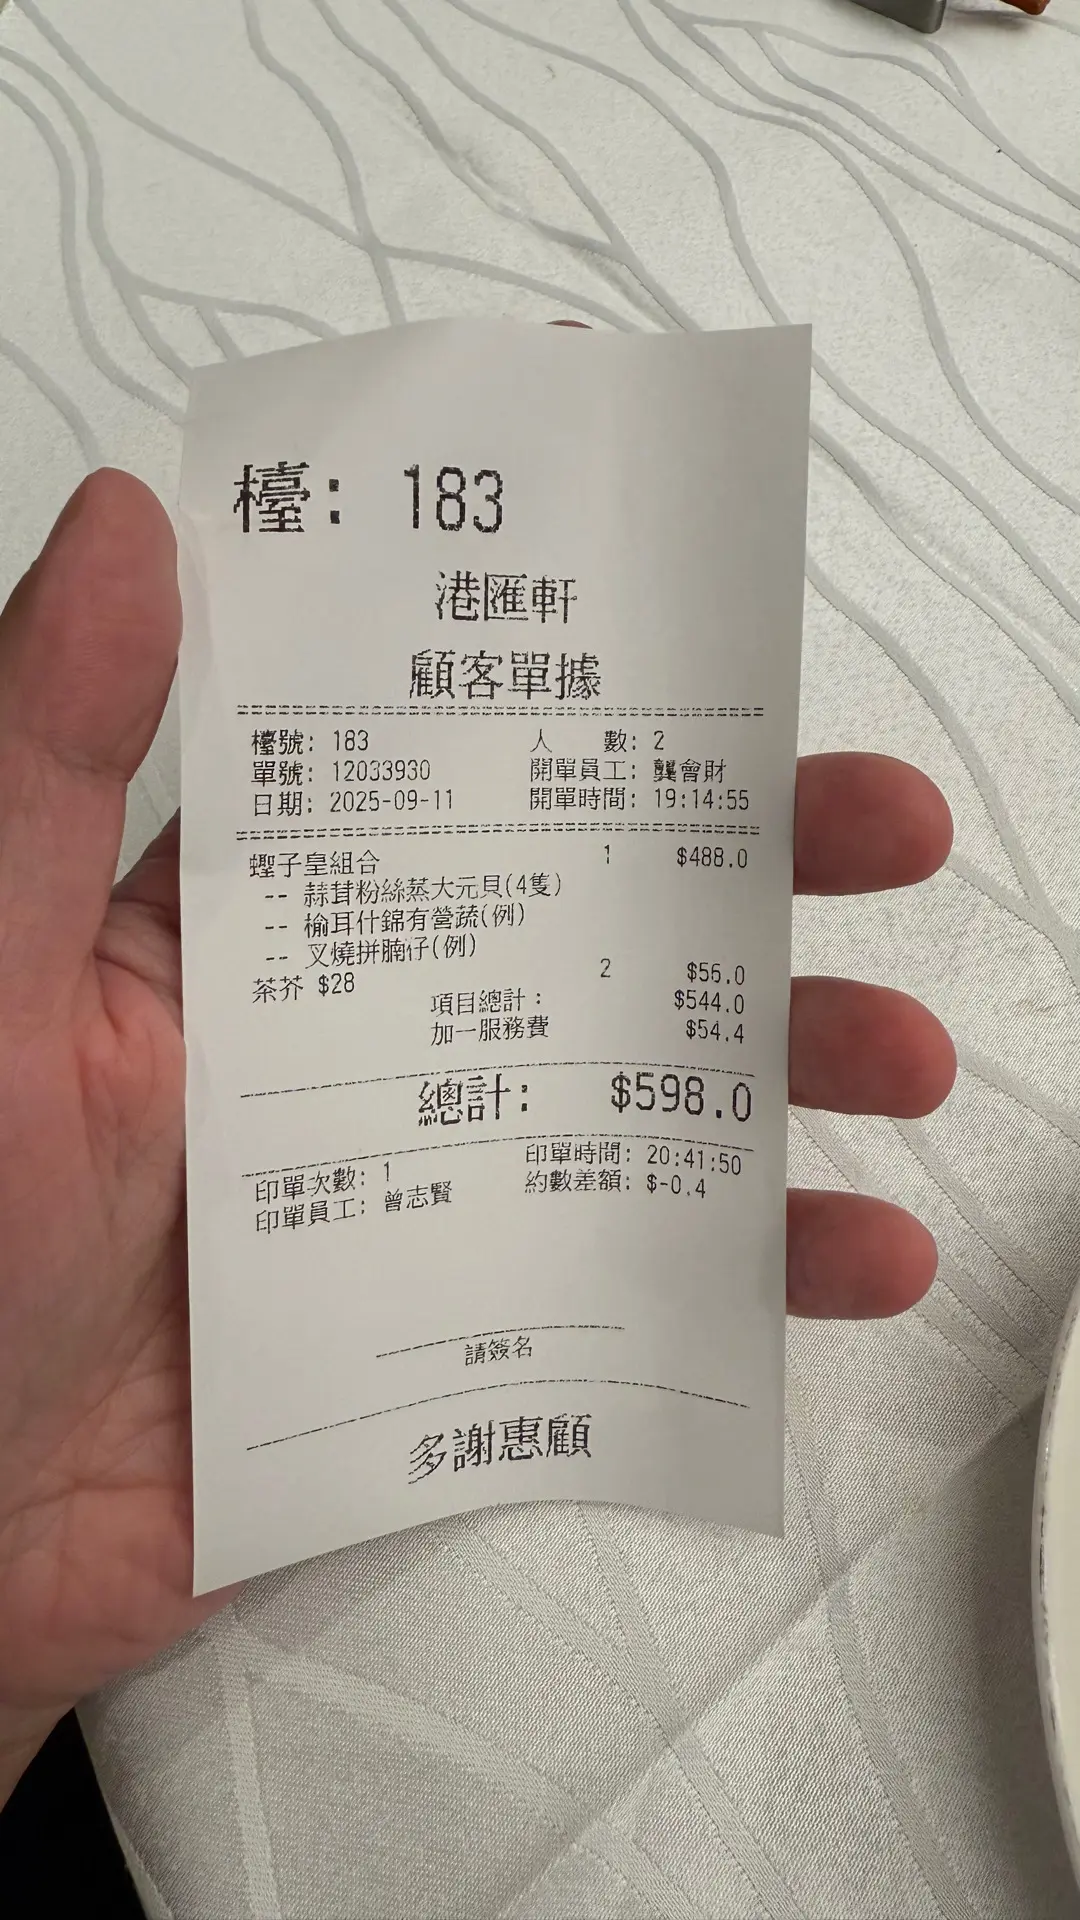 檯: 183
港匯軒
顧客單據
檯號: 183 人 數: 2
單號: 12033930 開單員工: 龔會財
日期: 2025-09-11 開單時間: 19:14:55
蟶子皇組合 1 $488.0
-- 蒜茸粉絲蒸大元貝(4隻)
-- 榆耳什錦有營蔬(例)
-- 叉燒拼腩仔(例)
茶芥 $28 2 $56.0
項目總計: $544.0
加一服務費 $54.4
總計: $598.0
印單次數: 1 印單時間: 20:41:50
印單員工: 曾志賢 約數差額: $-0.4
請簽名
多謝惠顧